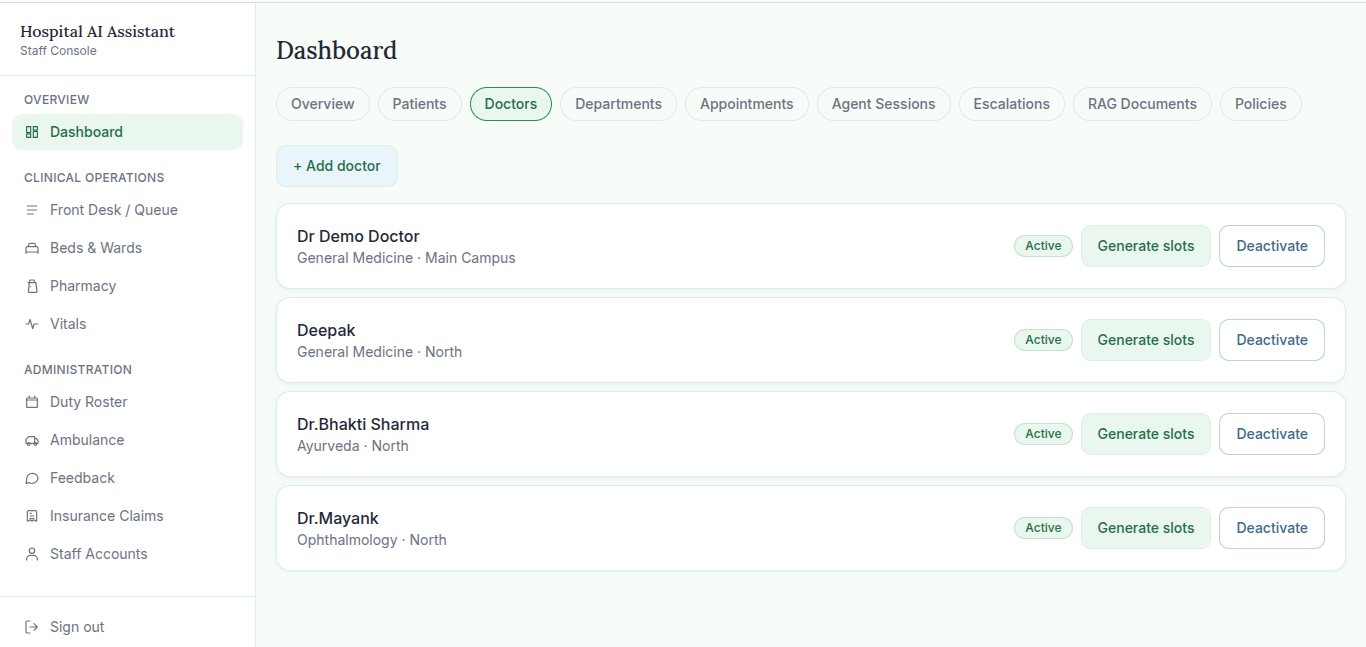 Hospital AI Assistant
Staff Console
OVERVIEW
Dashboard
CLINICAL OPERATIONS
Front Desk / Queue
Beds & Wards
Pharmacy
Vitals
ADMINISTRATION
Duty Roster
Ambulance
Feedback
Insurance Claims
Staff Accounts
Sign out
Dashboard
Overview Patients Doctors Departments Appointments Agent Sessions Escalations RAG Documents Policies
+ Add doctor
Dr Demo Doctor
General Medicine · Main Campus
Active Generate slots Deactivate
Deepak
General Medicine · North
Active Generate slots Deactivate
Dr.Bhakti Sharma
Ayurveda · North
Active Generate slots Deactivate
Dr.Mayank
Ophthalmology · North
Active Generate slots Deactivate